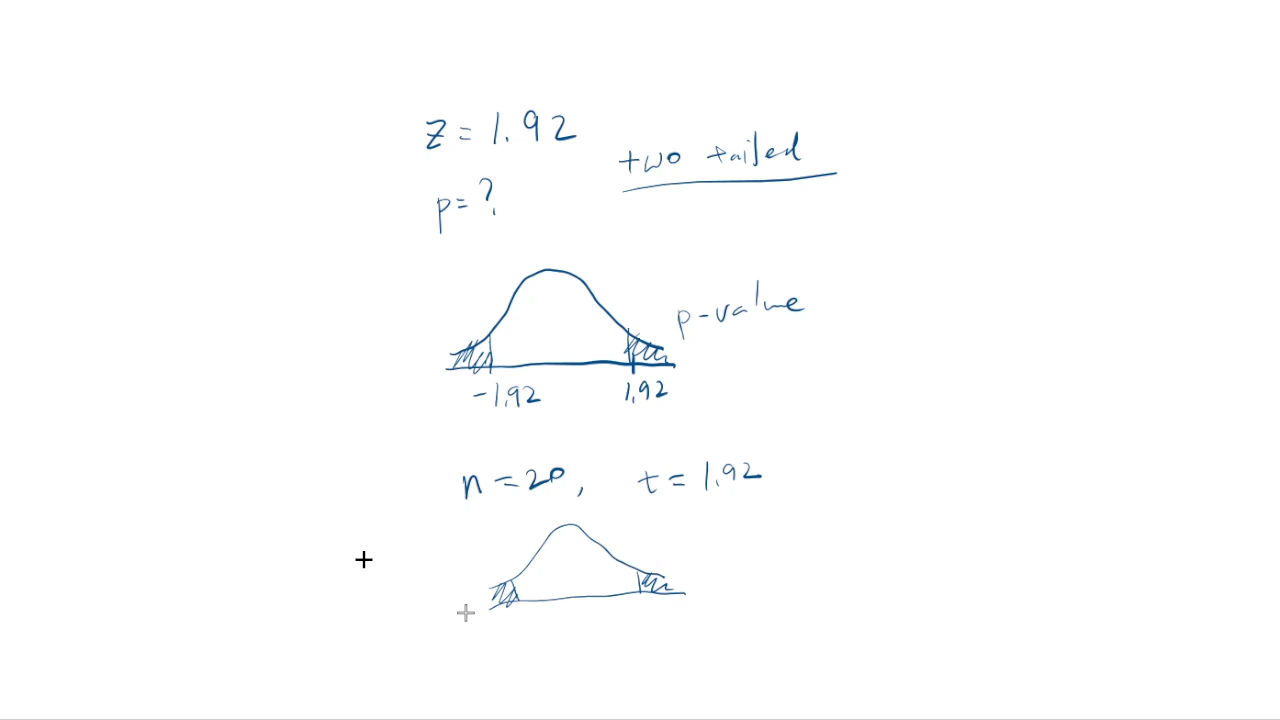 z = 1.92
two tailed
p = ?
p-value
-1.92 1.92
n = 20, t = 1.92